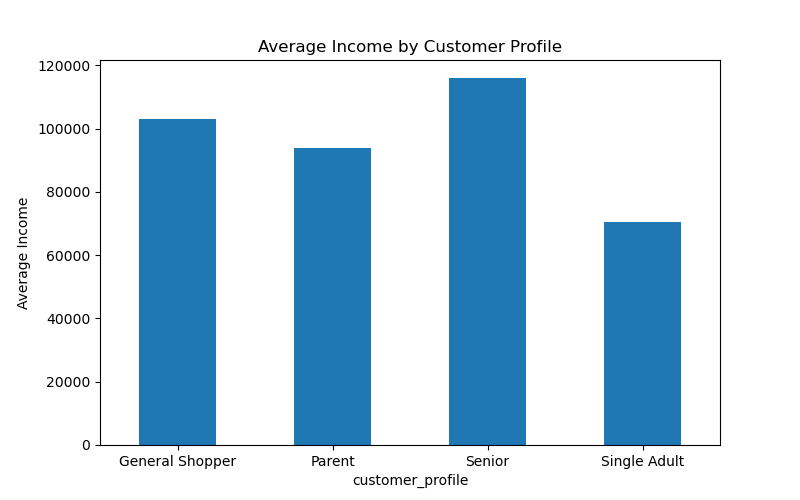 Average Income by Customer Profile
120000
100000
80000
60000
40000
20000
0
Average Income
General Shopper Parent Senior Single Adult
customer_profile